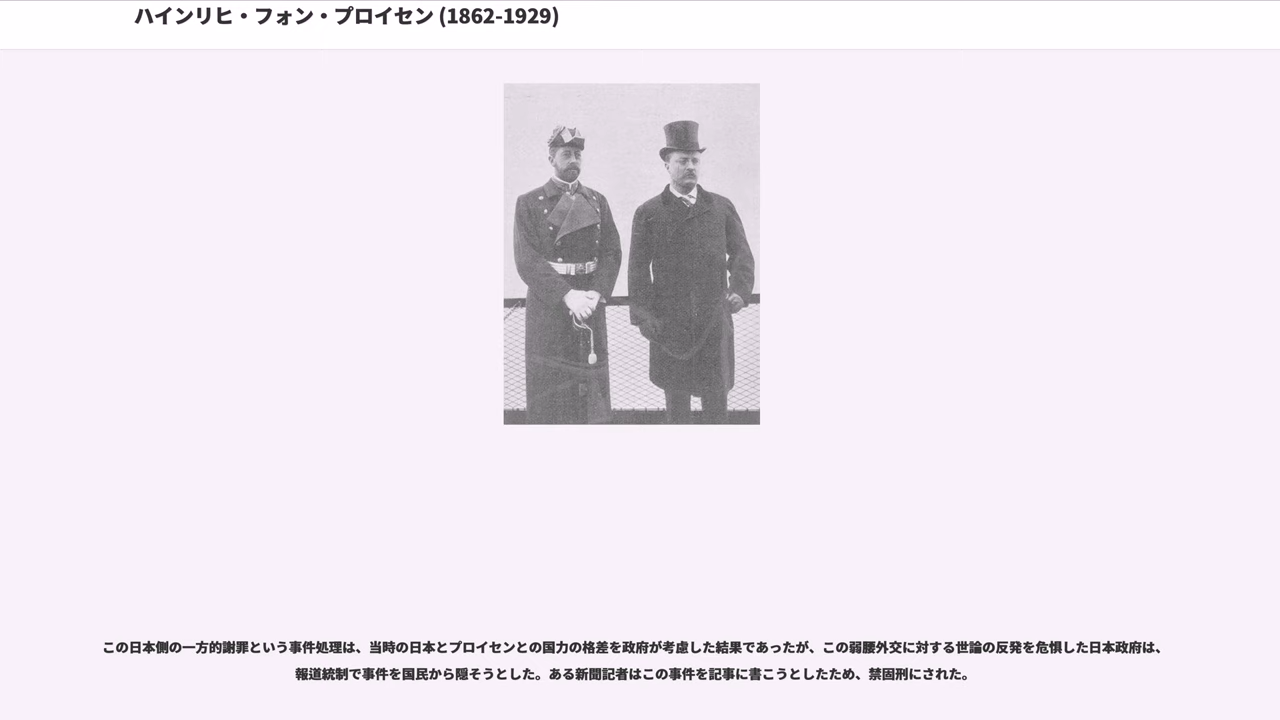 ハインリヒ・フォン・プロイセン (1862-1929)
この日本側の一方的謝罪という事件処理は、当時の日本とプロイセンとの国力の格差を政府が考慮した結果であったが、この弱腰外交に対する世論の反発を危惧した日本政府は、
報道統制で事件を国民から隠そうとした。ある新聞記者はこの事件を記事に書こうとしたため、禁固刑にされた。